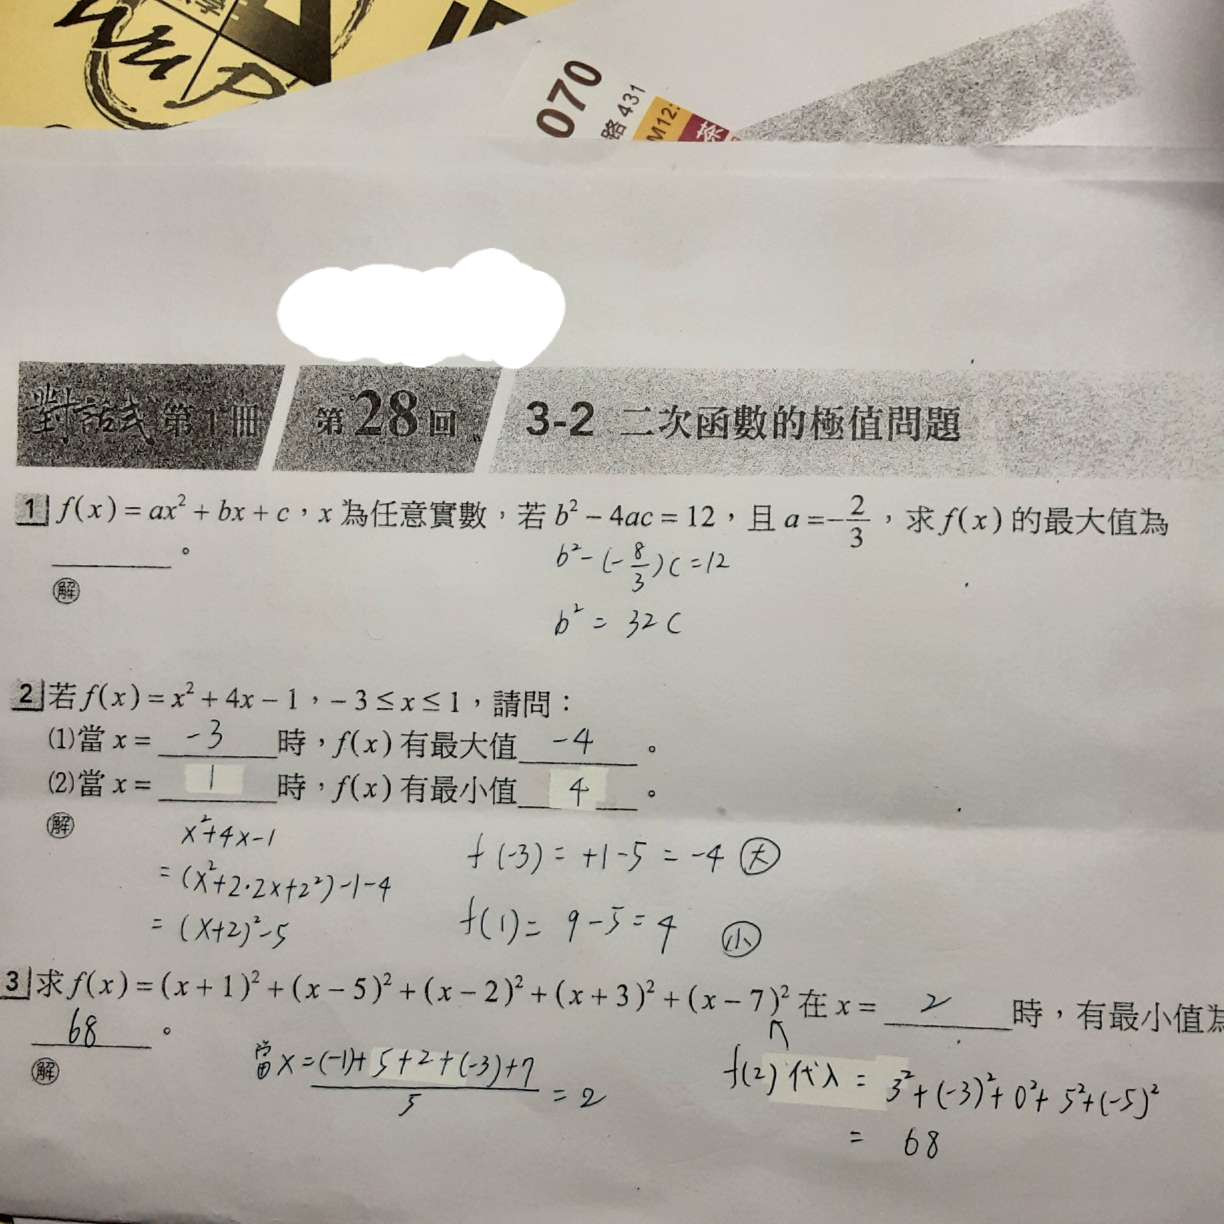 070
路 431
M12
茶
對話式 第1冊 第28回 3-2 二次函數的極值問題
1 f(x)=ax²+bx+c，x 為任意實數，若 b²－4ac=12，且 a=－2/3，求 f(x) 的最大值為
______。
解
b²－(－8/3)c=12
b² = 32c
2 若 f(x)=x²+4x－1，－3≤x≤1，請問：
(1)當 x= -3 時，f(x) 有最大值 -4 。
(2)當 x= 1 時，f(x) 有最小值 4 。
解
x²+4x-1
= (x²+2·2x+2²)-1-4
= (x+2)²-5
f(-3) = +1-5 = -4 大
f(1) = 9-5=4 小
3 求 f(x)=(x+1)²+(x－5)²+(x－2)²+(x+3)²+(x－7)² 在 x= 2 時，有最小值為
68 。
解
當x = (-1)+5+2+(-3)+7 / 5 = 2
f(2) 代入 = 3²+(-3)²+0²+5²+(-5)²
= 68